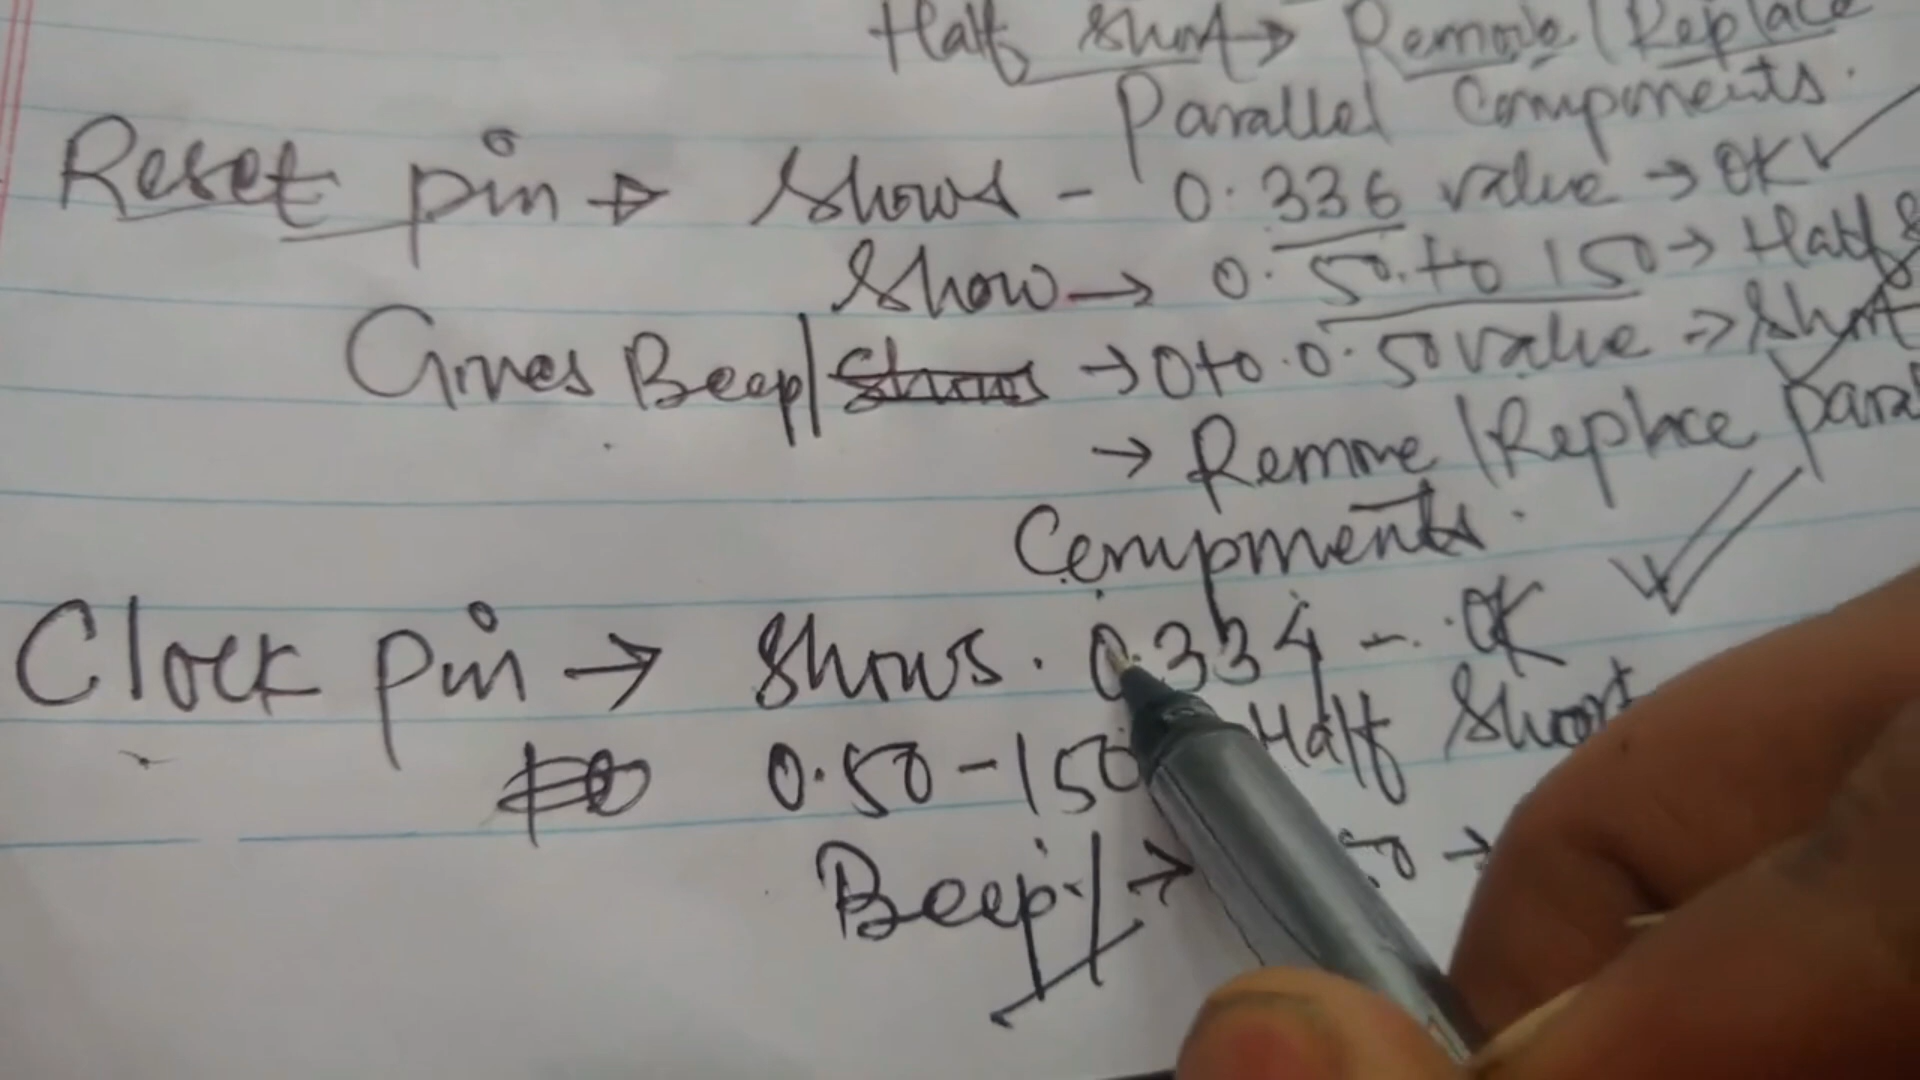 Half Short → Remove / Replace
Parallel Components.
Reset pin → Shows - 0.336 value → OK ✓
Show → 0.50 to 150 → Half
Gives Beep / Shows → 0 to 0.50 value → Short
→ Remove / Replace
Components.
Clock pin → Shows. 0.334 - OK
0.50 - 150 Half Short
Beep / →